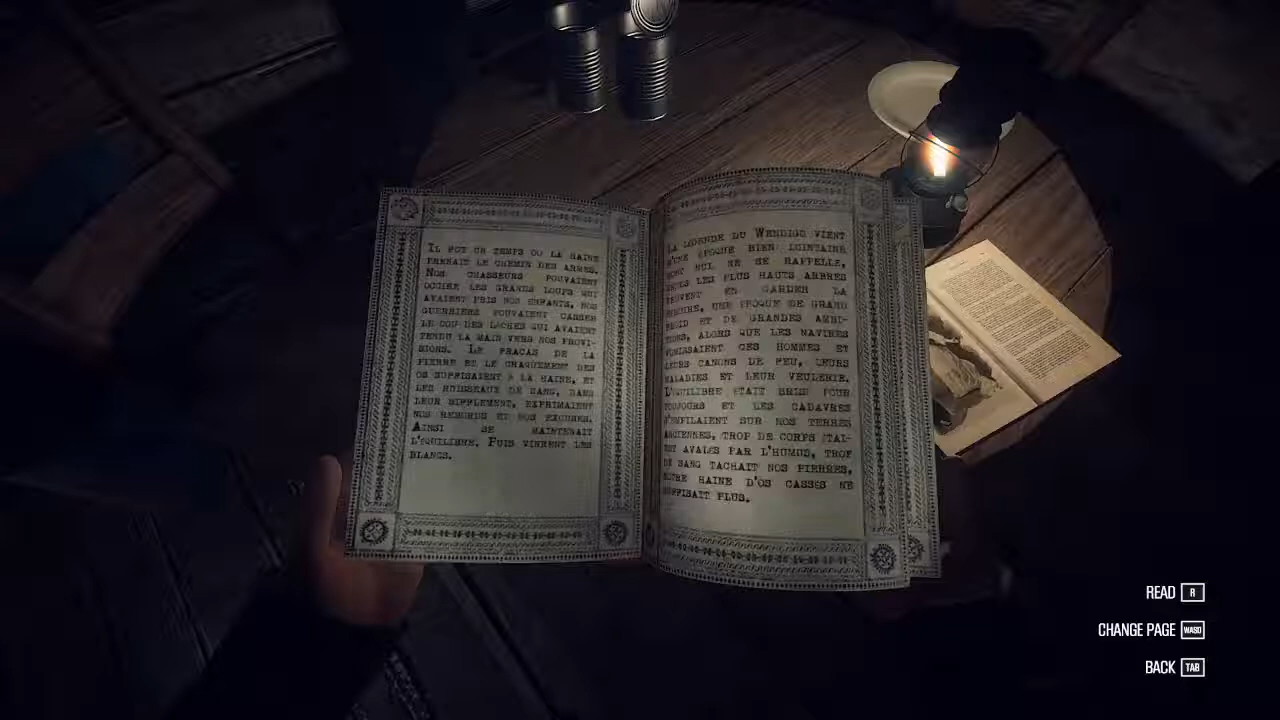 Il fut un temps où la haine
prenait le chemin des armes.
Nos chasseurs pouvaient
occire les grands loups qui
avaient pris nos enfants, nos
guerriers pouvaient casser
le cou des lâches qui avaient
tendu la main vers nos provi-
sions. Le fracas de la
pierre et le craquement des
os suffisaient à la haine, et
les ruisseaux de sang, dans
leur sifflement, exprimaient
nos remords et nos excuses.
Ainsi se maintenait
l'équilibre. Puis vinrent les
blancs.
La légende du Wendigo vient
d'une époque bien lointaine
dont nul ne se rappelle,
seuls les plus hauts arbres
peuvent en garder la
mémoire, une époque de grand
froid et de grandes ambi-
tions, alors que les navires
vomissaient ces hommes et
leurs canons de feu, leurs
maladies et leur veulerie.
L'équilibre était brisé pour
toujours et les cadavres
s'empilaient sur nos terres
anciennes, trop de corps étai-
ent avalés par l'humus, trop
de sang tachait nos pierres,
notre haine d'os cassés ne
suffisait plus.
READ R
CHANGE PAGE WASD
BACK TAB